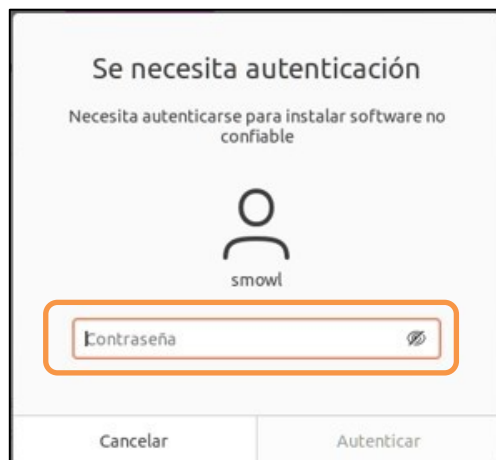 Se necesita autenticación
Necesita autenticarse para instalar software no
confiable
smowl
Contraseña
Cancelar
Autenticar